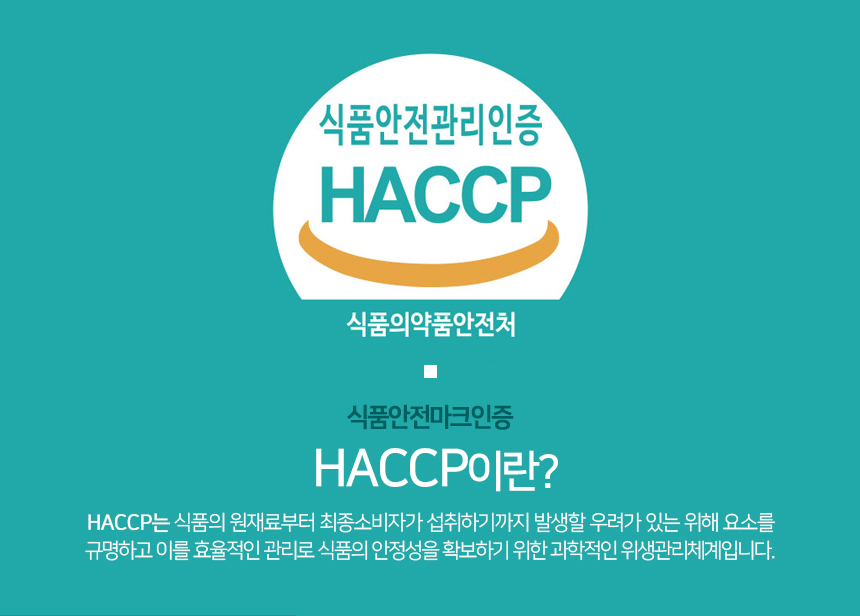 식품안전관리인증
HACCP
식품의약품안전처
식품안전마크인증
HACCP이란?
HACCP는 식품의 원재료부터 최종소비자가 섭취하기까지 발생할 우려가 있는 위해 요소를
규명하고 이를 효율적인 관리로 식품의 안정성을 확보하기 위한 과학적인 위생관리체계입니다.